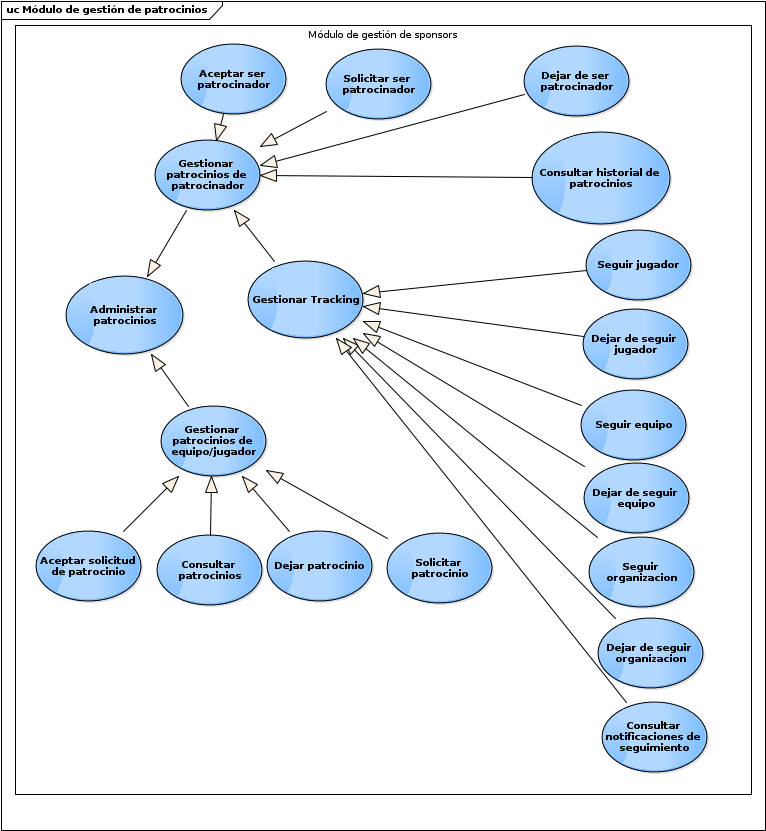 uc Módulo de gestión de patrocinios
Módulo de gestión de sponsors
Aceptar ser
patrocinador
Solicitar ser
patrocinador
Dejar de ser
patrocinador
Gestionar
patrocinios de
patrocinador
Consultar historial de
patrocinios
Seguir jugador
Gestionar Tracking
Administrar
patrocinios
Dejar de seguir
jugador
Seguir equipo
Gestionar
patrocinios de
equipo/jugador
Dejar de seguir
equipo
Aceptar solicitud
de patrocinio
Consultar
patrocinios
Dejar patrocinio
Solicitar
patrocinio
Seguir
organizacion
Dejar de seguir
organizacion
Consultar
notificaciones de
seguimiento